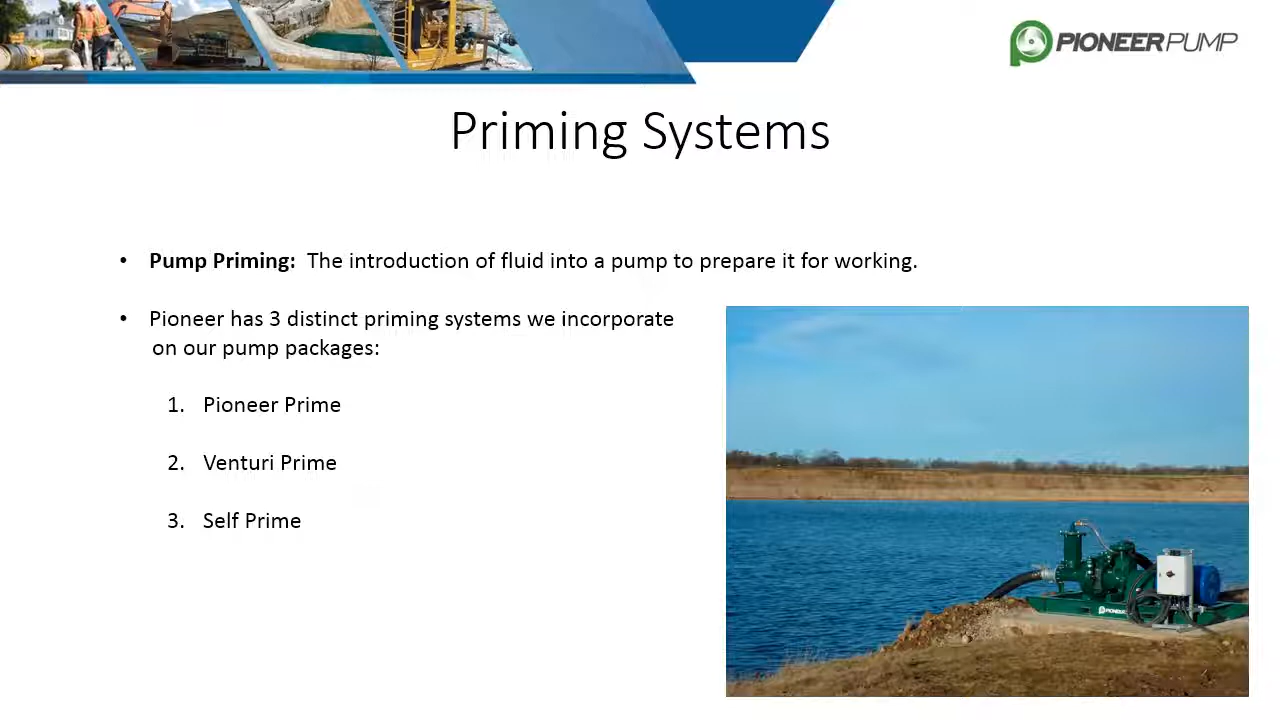 PIONEERPUMP
Priming Systems
• Pump Priming: The introduction of fluid into a pump to prepare it for working.
• Pioneer has 3 distinct priming systems we incorporate
on our pump packages:
1. Pioneer Prime
2. Venturi Prime
3. Self Prime
PIONEER